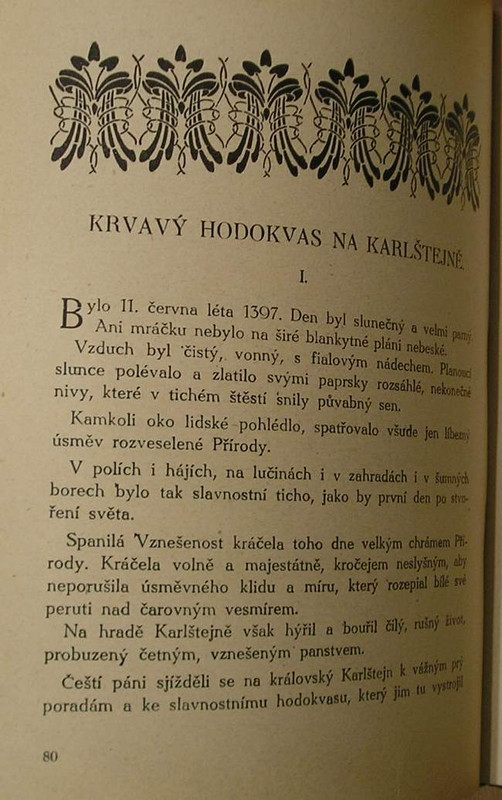 KRVAVÝ HODOKVAS NA KARLŠTEJNĚ.
I.
Bylo 11. června léta 1397. Den byl slunečný a velmi parný.
Ani mráčku nebylo na širé blankytné pláni nebeské.
Vzduch byl čistý, vonný, s fialovým nádechem. Planoucí
slunce polévalo a zlatilo svými paprsky rozsáhlé, nekonečné
nivy, které v tichém štěstí snily půvabný sen.
Kamkoli oko lidské pohlédlo, spatřovalo všude jen líbezný
úsměv rozveselené Přírody.
V polích i hájích, na lučinách i v zahradách i v šumných
borech bylo tak slavnostní ticho, jako by první den po stvo-
ření světa.
Spanilá Vznešenost kráčela toho dne velkým chrámem Pří-
rody. Kráčela volně a majestátně, kročejem neslyšným, aby
neporušila úsměvného klidu a míru, který rozepial bílé své
peruti nad čarovným vesmírem.
Na hradě Karlštejně však hýřil a bouřil čilý, rušný život,
probuzený četným, vznešeným panstvem.
Čeští páni sjížděli se na královský Karlštejn k vážným prý
poradám a ke slavnostnímu hodokvasu, který jim tu vystrojil
80